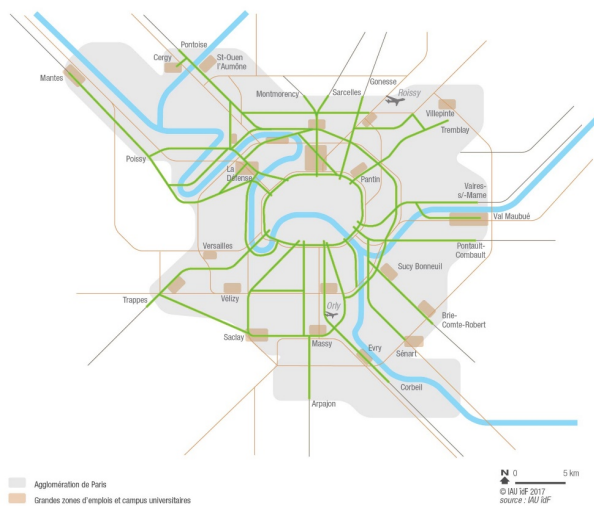 Pontoise
Cergy
St-Ouen
l'Aumône
Mantes
Gonesse
Roissy
Montmorency
Sarcelles
Villepinte
Tremblay
Poissy
La
Défense
Pantin
Vaires-
s/-Marne
Val Maubué
Versailles
Pontault-
Combault
Sucy Bonneuil
Trappes
Vélizy
Orly
Brie-
Comte-Robert
Saclay
Massy
Evry
Sénart
Corbeil
Arpajon
Agglomération de Paris
Grandes zones d'emplois et campus universitaires
N 0 5 km
© IAU îdF 2017
source : IAU îdF